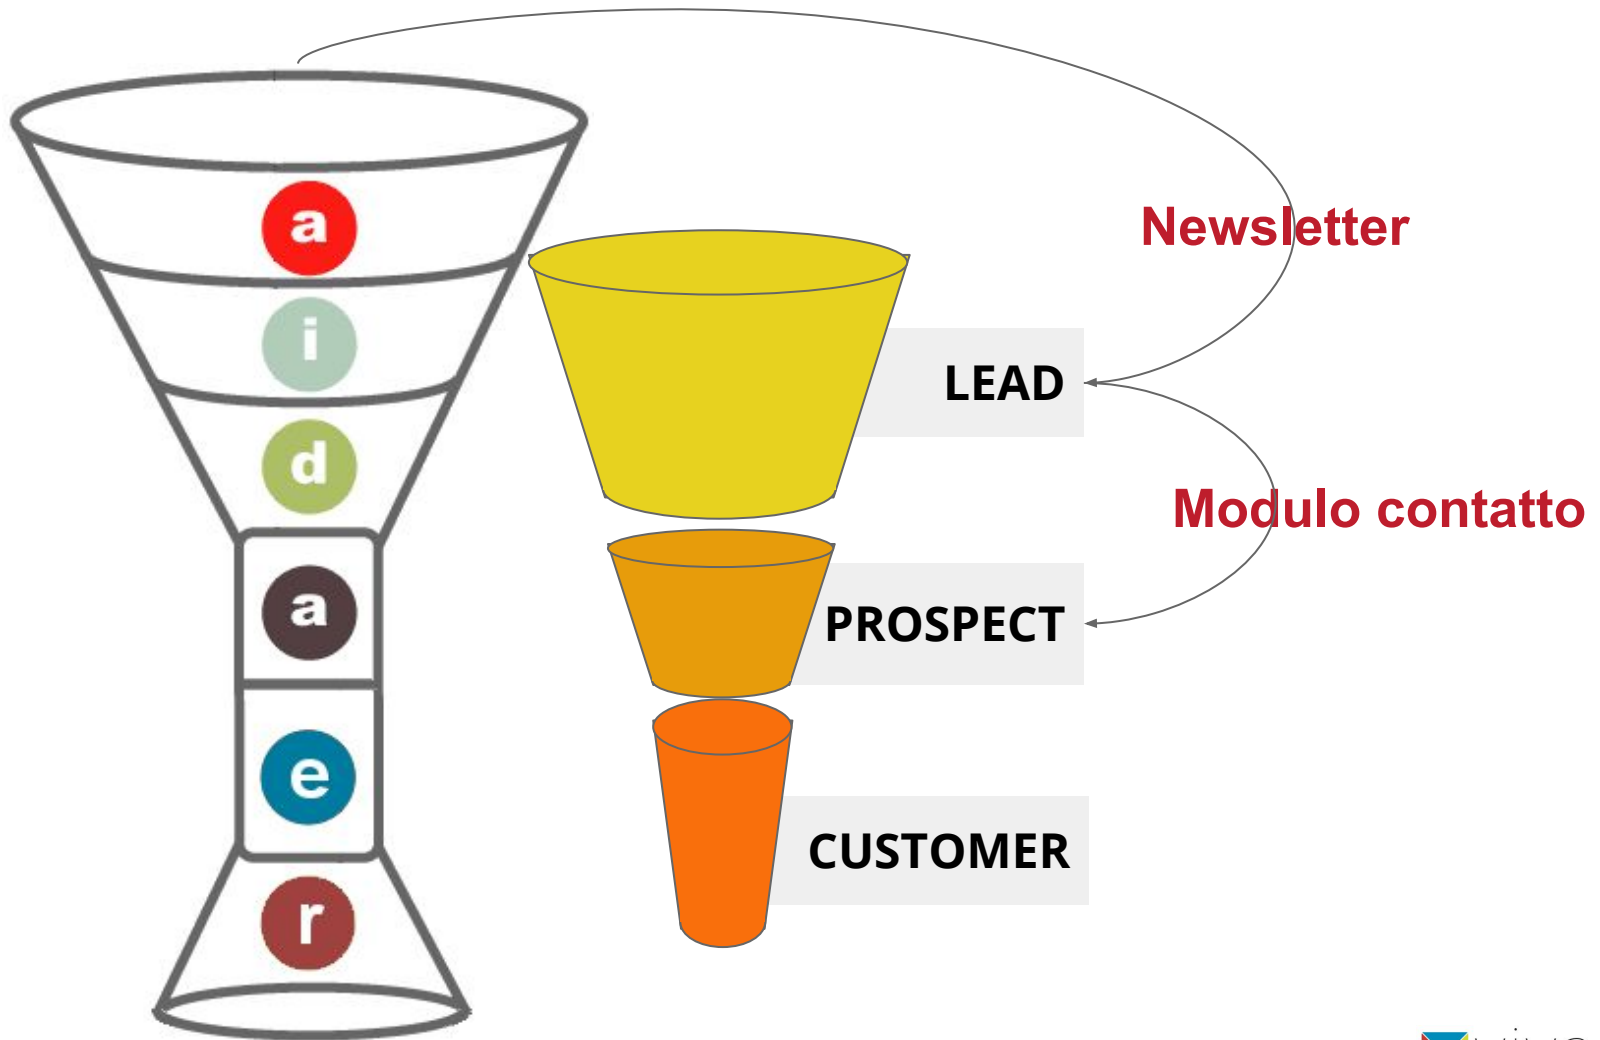 a
i
d
a
e
r
Newsletter
LEAD
Modulo contatto
PROSPECT
CUSTOMER